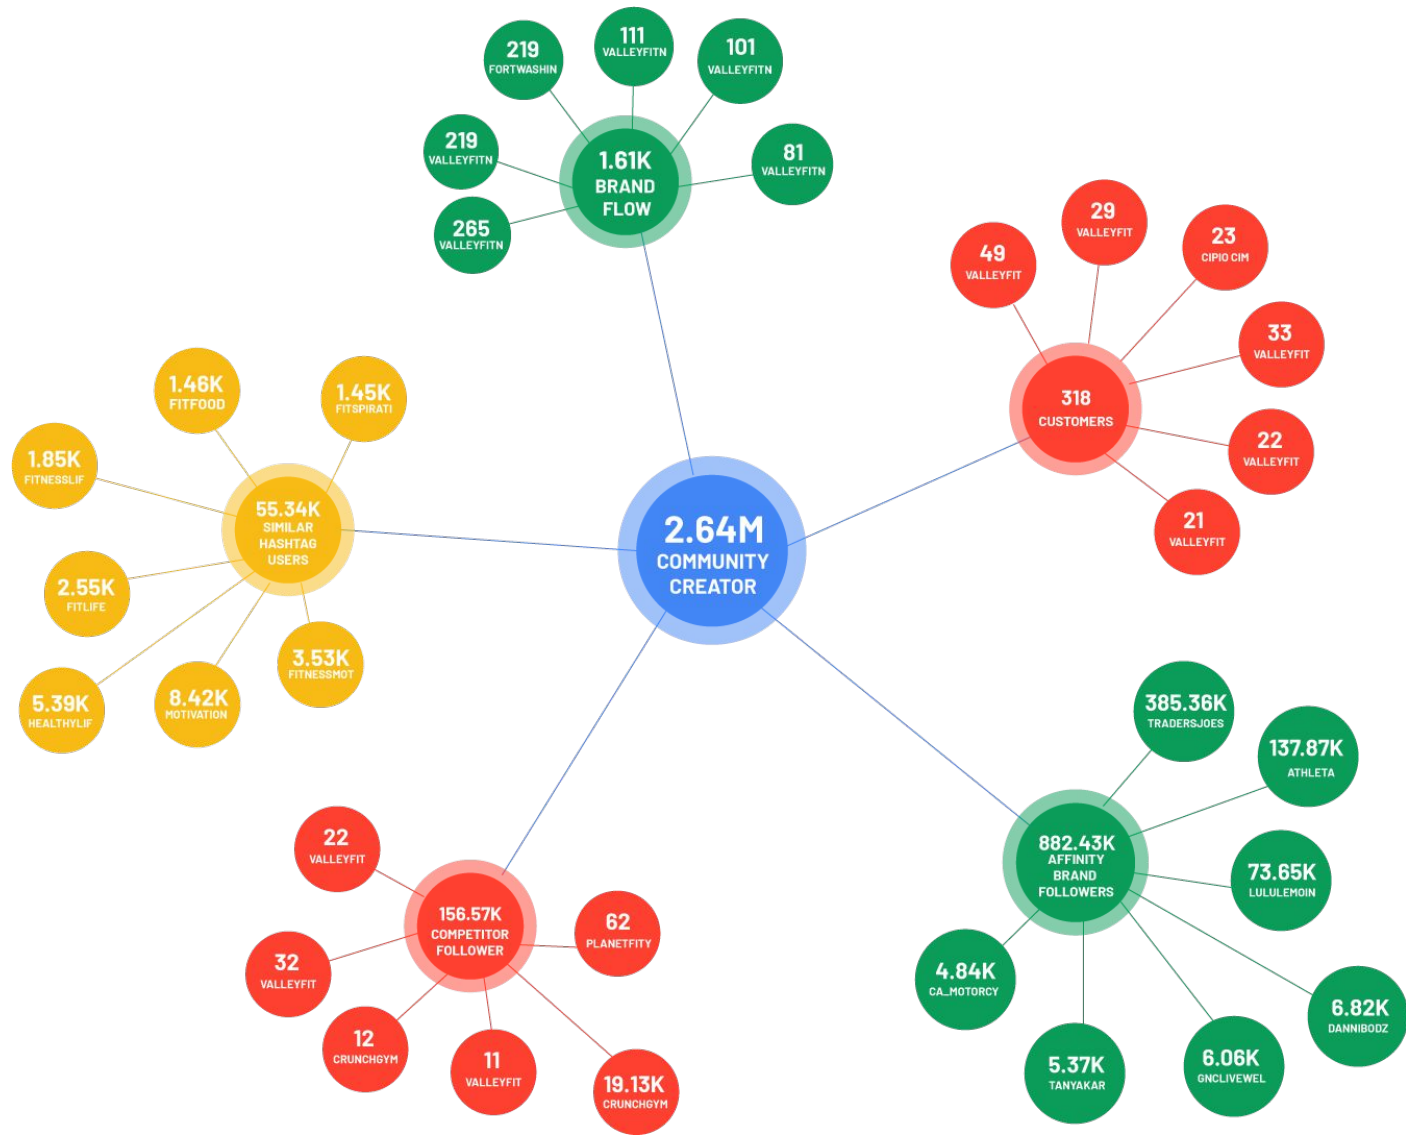 111
VALLEYFITN
219
FORTWASHIN
101
VALLEYFITN
219
VALLEYFITN
81
VALLEYFITN
1.61K
BRAND
FLOW
265
VALLEYFITN
29
VALLEYFIT
49
VALLEYFIT
23
CIPIO CIM
33
VALLEYFIT
318
CUSTOMERS
22
VALLEYFIT
21
VALLEYFIT
1.46K
FITFOOD
1.45K
FITSPIRATI
1.85K
FITNESSLIF
55.34K
SIMILAR
HASHTAG
USERS
2.55K
FITLIFE
3.53K
FITNESSMOT
5.39K
HEALTHYLIF
8.42K
MOTIVATION
2.64M
COMMUNITY
CREATOR
385.36K
TRADERSJOES
137.87K
ATHLETA
882.43K
AFFINITY
BRAND
FOLLOWERS
73.65K
LULULEMOIN
4.84K
CA_MOTORCY
6.82K
DANNIBODZ
5.37K
TANYAKAR
6.06K
GNCLIVEWEL
22
VALLEYFIT
156.57K
COMPETITOR
FOLLOWER
62
PLANETFITY
32
VALLEYFIT
12
CRUNCHGYM
11
VALLEYFIT
19.13K
CRUNCHGYM